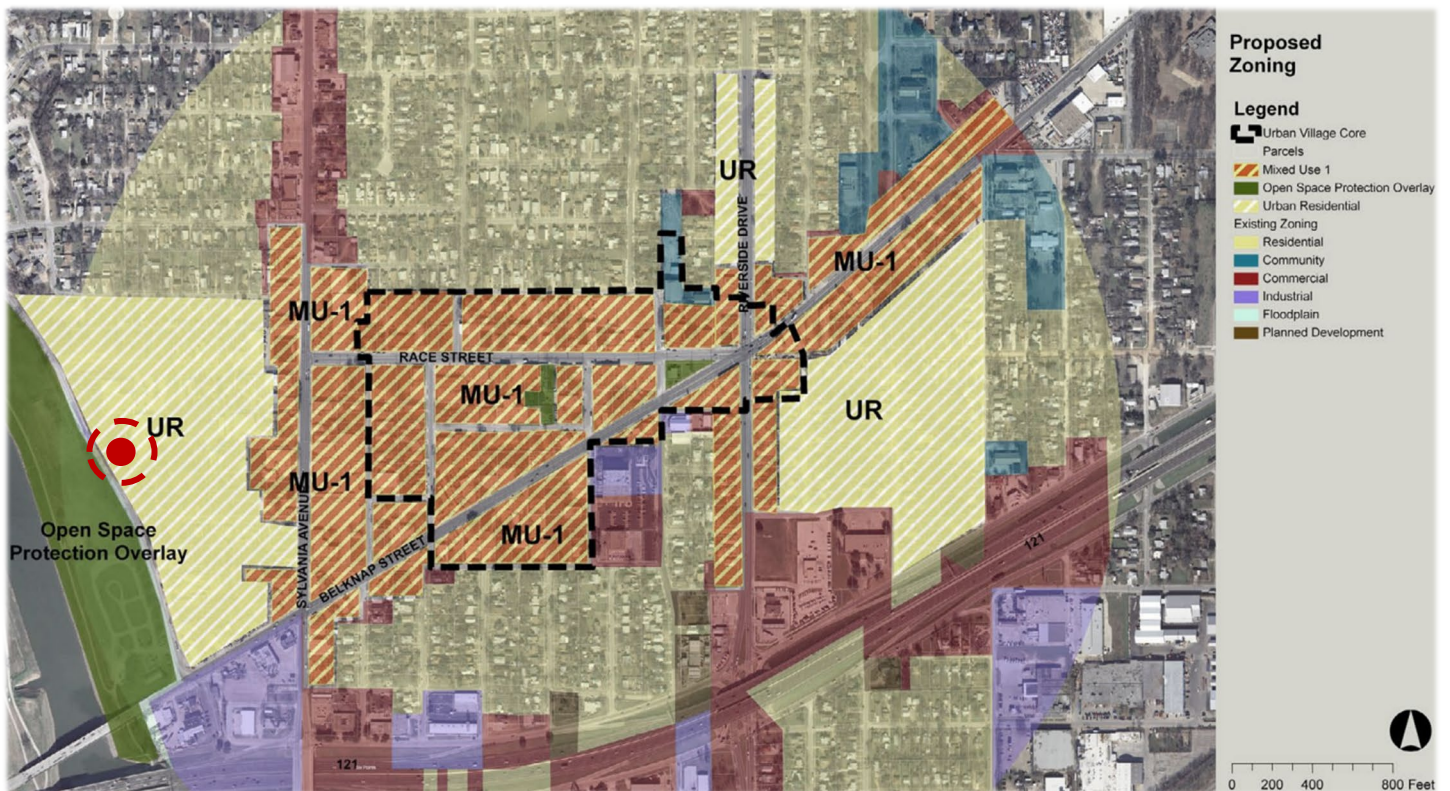 Proposed
Zoning
Legend
Urban Village Core
Parcels
Mixed Use 1
Open Space Protection Overlay
Urban Residential
Existing Zoning
Residential
Community
Commercial
Industrial
Floodplain
Planned Development
0 200 400 800 Feet
UR
RIVERSIDE DRIVE
MU-1
MU-1
RACE STREET
MU-1
UR
UR
MU-1
SYLVANIA AVENUE
BELKNAP STREET
MU-1
Open Space
Protection Overlay
121
121